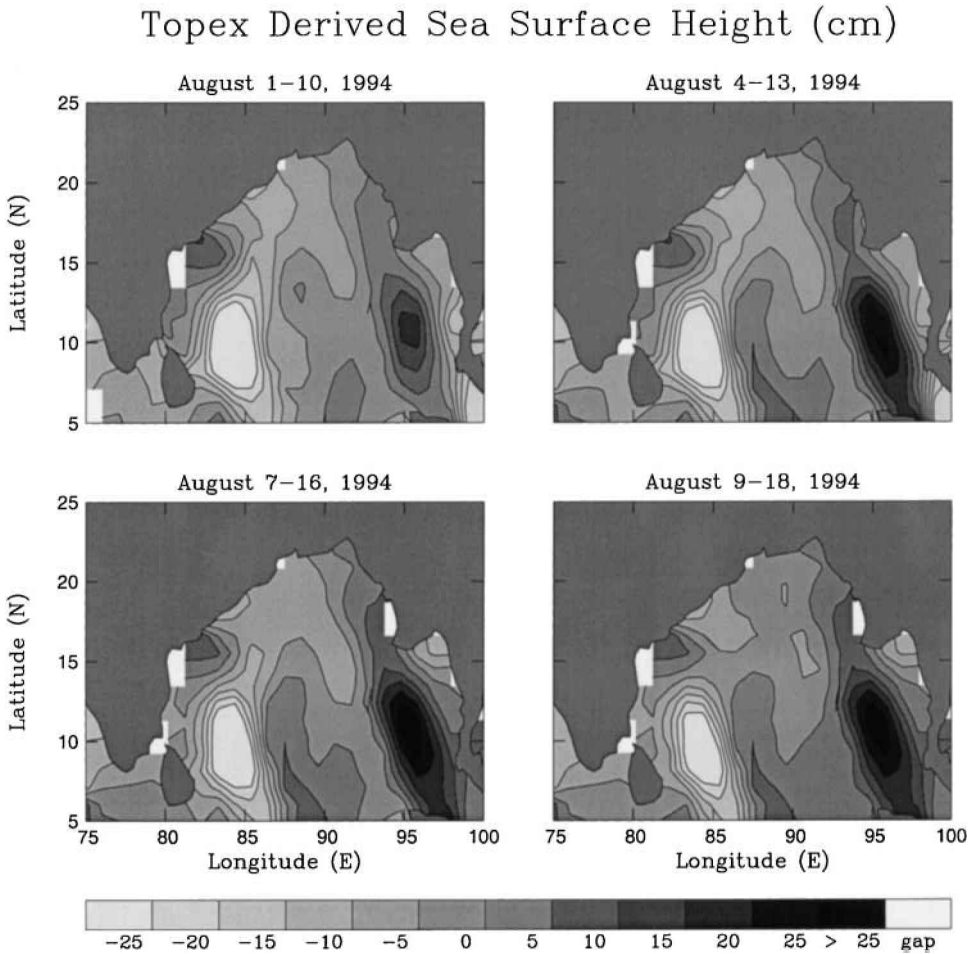 Topex Derived Sea Surface Height (cm)
August 1-10, 1994
August 4-13, 1994
25
20
15
10
5
Latitude (N)
August 7-16, 1994
August 9-18, 1994
25
20
15
10
5
Latitude (N)
75 80 85 90 95 100
75 80 85 90 95 100
Longitude (E)
Longitude (E)
-25 -20 -15 -10 -5 0 5 10 15 20 25 > 25 gap